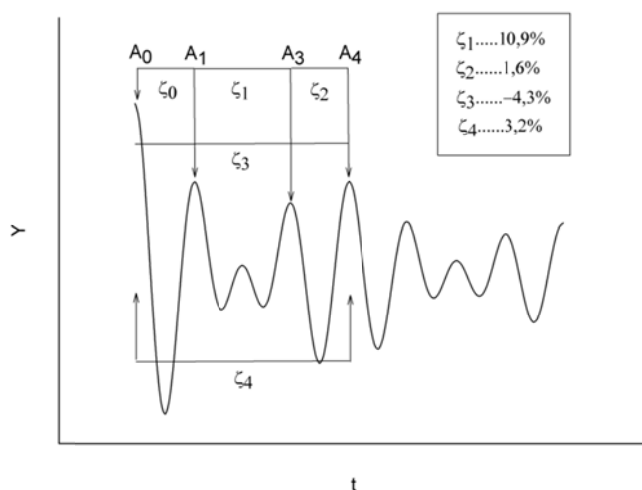 A0 A1 A3 A4
ζ0 ζ1 ζ2
ζ3
ζ4
ζ1.....10,9%
ζ2.....1,6%
ζ3......–4,3%
ζ4......3,2%
Y
t